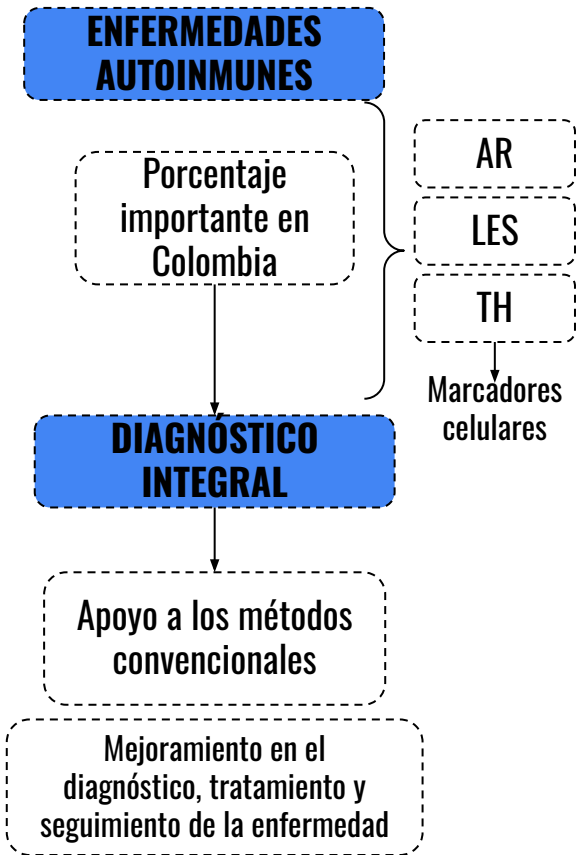 ENFERMEDADES
AUTOINMUNES
Porcentaje
importante en
Colombia
AR
LES
TH
Marcadores
celulares
DIAGNÓSTICO
INTEGRAL
Apoyo a los métodos
convencionales
Mejoramiento en el
diagnóstico, tratamiento y
seguimiento de la enfermedad